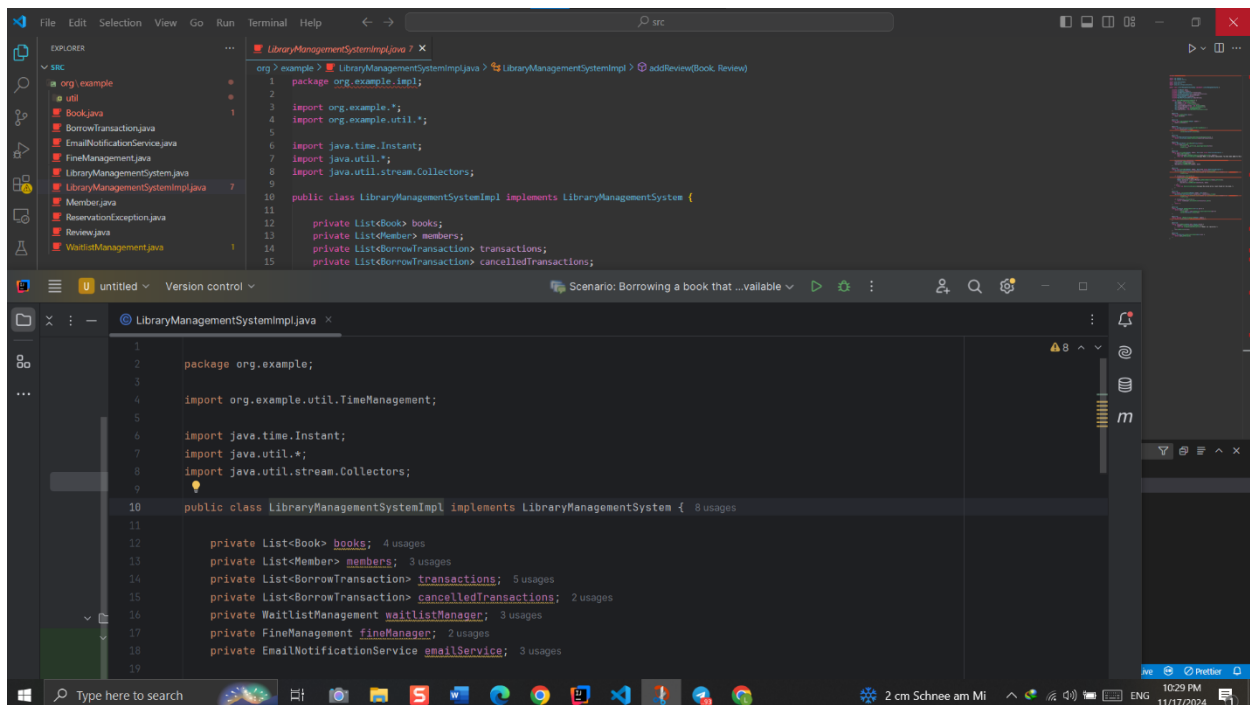 File Edit Selection View Go Run Terminal Help src
EXPLORER
SRC
org \ example
util
Book.java 1
BorrowTransaction.java
EmailNotificationService.java
FineManagement.java
LibraryManagementSystem.java
LibraryManagementSystemImpl.java 7
Member.java
ReservationException.java
Review.java
WaitlistManagement.java 1
LibraryManagementSystemImpl.java 7
org > example > LibraryManagementSystemImpl.java > LibraryManagementSystemImpl > addReview(Book, Review)
1 package org.example.impl;
2
3 import org.example.*;
4 import org.example.util.*;
5
6 import java.time.Instant;
7 import java.util.*;
8 import java.util.stream.Collectors;
9
10 public class LibraryManagementSystemImpl implements LibraryManagementSystem {
11
12 private List<Book> books;
13 private List<Member> members;
14 private List<BorrowTransaction> transactions;
15 private List<BorrowTransaction> cancelledTransactions;
U untitled Version control Scenario: Borrowing a book that ...vailable
LibraryManagementSystemImpl.java
8
1
2 package org.example;
3
4 import org.example.util.TimeManagement;
5
6 import java.time.Instant;
7 import java.util.*;
8 import java.util.stream.Collectors;
9
10 public class LibraryManagementSystemImpl implements LibraryManagementSystem { 8 usages
11
12 private List<Book> books; 4 usages
13 private List<Member> members; 3 usages
14 private List<BorrowTransaction> transactions; 5 usages
15 private List<BorrowTransaction> cancelledTransactions; 2 usages
16 private WaitlistManagement waitlistManager; 3 usages
17 private FineManagement fineManager; 2 usages
18 private EmailNotificationService emailService; 3 usages
19
m
ive Prettier
Type here to search
2 cm Schnee am Mi ENG 10:29 PM
11/17/2024